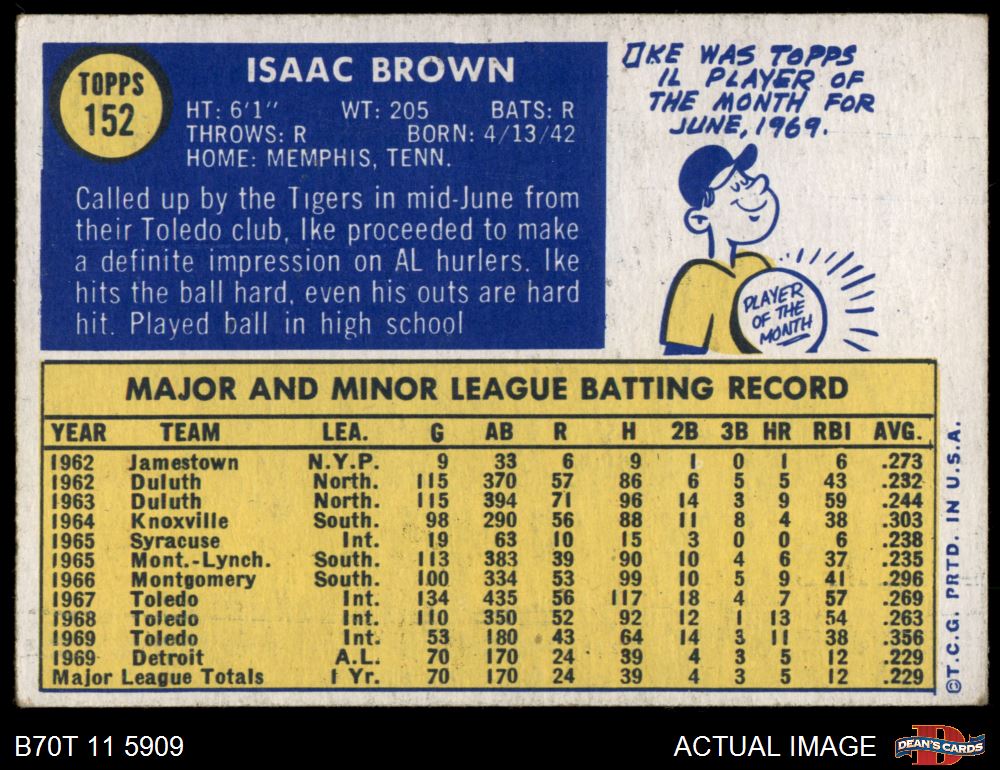 TOPPS
152
ISAAC BROWN
HT: 6'1" WT: 205 BATS: R
THROWS: R BORN: 4/13/42
HOME: MEMPHIS, TENN.
Called up by the Tigers in mid-June from
their Toledo club, Ike proceeded to make
a definite impression on AL hurlers. Ike
hits the ball hard, even his outs are hard
hit. Played ball in high school
IKE WAS TOPPS
IL PLAYER OF
THE MONTH FOR
JUNE, 1969.
PLAYER
OF THE
MONTH
MAJOR AND MINOR LEAGUE BATTING RECORD
YEAR TEAM LEA. G AB R H 2B 3B HR RBI AVG.
1962 Jamestown N.Y.P. 9 33 6 9 1 0 1 6 .273
1962 Duluth North. 115 370 57 86 6 5 5 43 .232
1963 Duluth North. 115 394 71 96 14 3 9 59 .244
1964 Knoxville South. 98 290 56 88 11 8 4 38 .303
1965 Syracuse Int. 19 63 10 15 3 0 0 6 .238
1965 Mont.-Lynch. South. 113 383 39 90 10 4 6 37 .235
1966 Montgomery South. 100 334 53 99 10 5 9 41 .296
1967 Toledo Int. 134 435 56 117 18 4 7 57 .269
1968 Toledo Int. 110 350 52 92 12 1 13 54 .263
1969 Toledo Int. 53 180 43 64 14 3 11 38 .356
1969 Detroit A.L. 70 170 24 39 4 3 5 12 .229
Major League Totals 1 Yr. 70 170 24 39 4 3 5 12 .229
©T.C.G. PRTD. IN U.S.A.
B70T 11 5909
ACTUAL IMAGE
DEAN'S CARDS